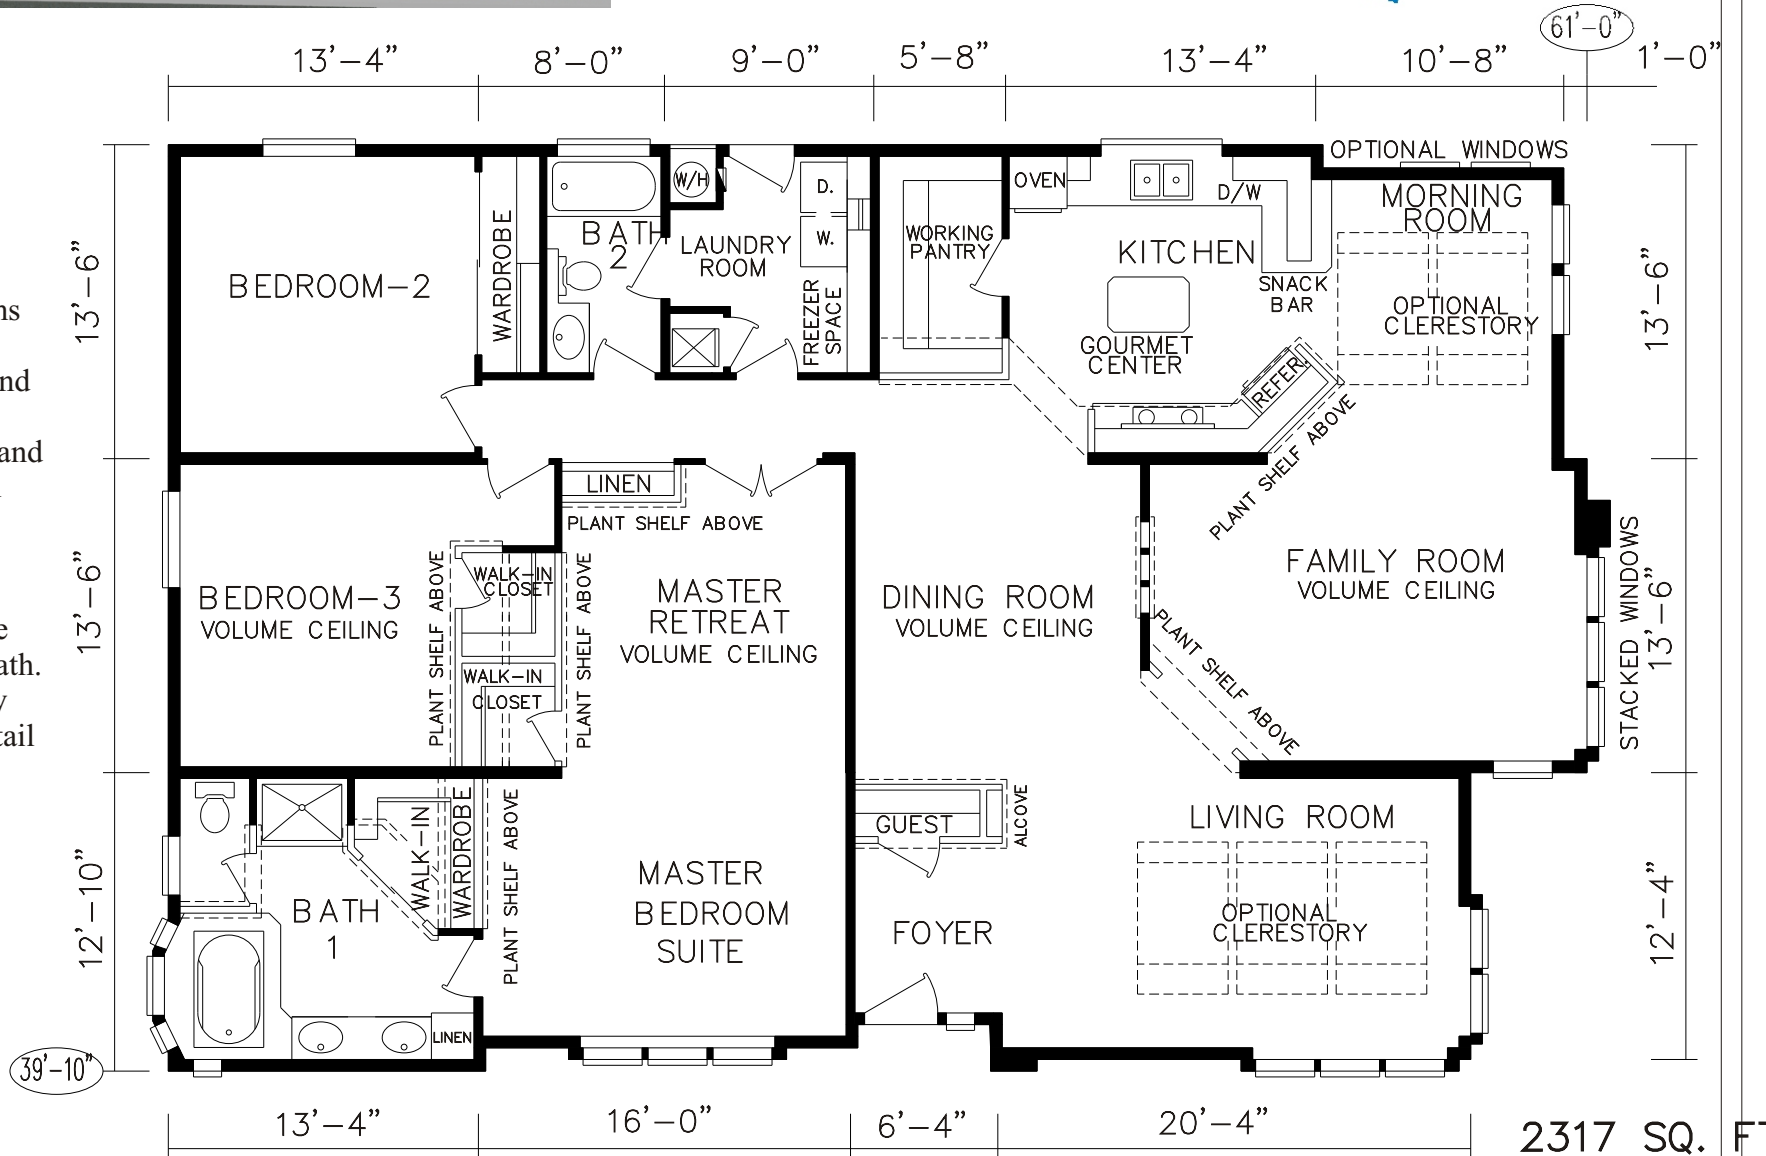 61'-0"
13'-4" 8'-0" 9'-0" 5'-8" 13'-4" 10'-8" 1'-0"
OPTIONAL WINDOWS
W/H
D.
OVEN
D/W
MORNING
ROOM
BATH
2
W.
LAUNDRY
ROOM
WORKING
PANTRY
KITCHEN
WARDROBE
BEDROOM-2
SNACK
BAR
OPTIONAL
CLERESTORY
13'-6"
13'-6"
FREEZER
SPACE
GOURMET
CENTER
REFER.
PLANT SHELF ABOVE
ns
nd
and
LINEN
PLANT SHELF ABOVE
FAMILY ROOM
VOLUME CEILING
STACKED WINDOWS
13'-6"
13'-6"
BEDROOM-3
VOLUME CEILING
PLANT SHELF ABOVE
WALK-IN
CLOSET
WALK-IN
CLOSET
PLANT SHELF ABOVE
MASTER
RETREAT
VOLUME CEILING
DINING ROOM
VOLUME CEILING
PLANT SHELF ABOVE
e
ath.
y
tail
WALK-IN
WARDROBE
PLANT SHELF ABOVE
GUEST
ALCOVE
LIVING ROOM
12'-10"
12'-4"
BATH
1
MASTER
BEDROOM
SUITE
FOYER
OPTIONAL
CLERESTORY
LINEN
39'-10"
13'-4" 16'-0" 6'-4" 20'-4"
2317 SQ. FT